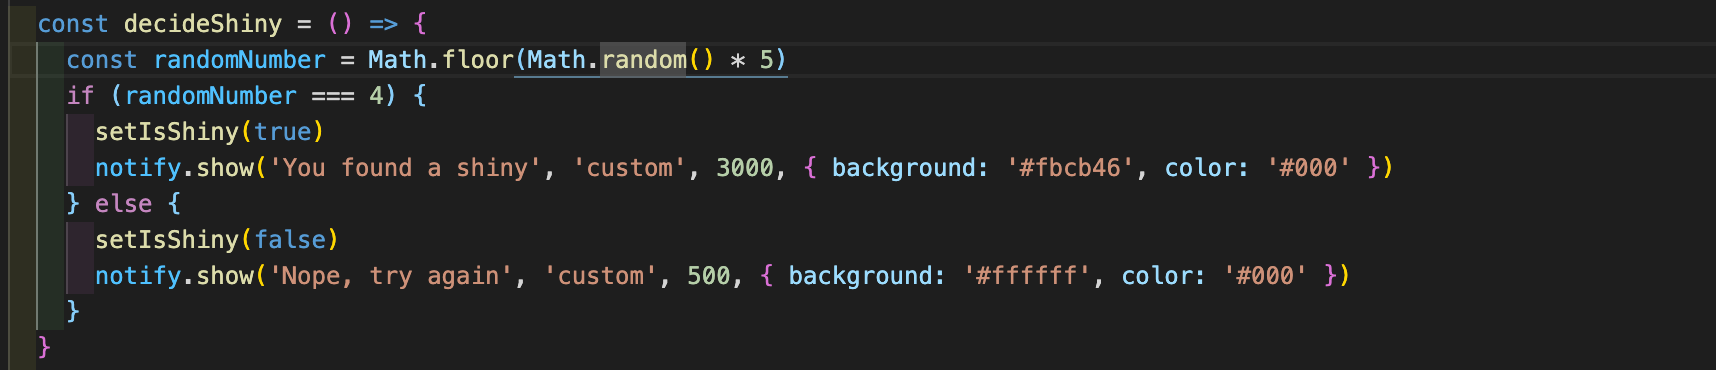 const decideShiny = () => {
const randomNumber = Math.floor(Math.random() * 5)
if (randomNumber === 4) {
setIsShiny(true)
notify.show('You found a shiny', 'custom', 3000, { background: '#fbcb46', color: '#000' })
} else {
setIsShiny(false)
notify.show('Nope, try again', 'custom', 500, { background: '#ffffff', color: '#000' })
}
}